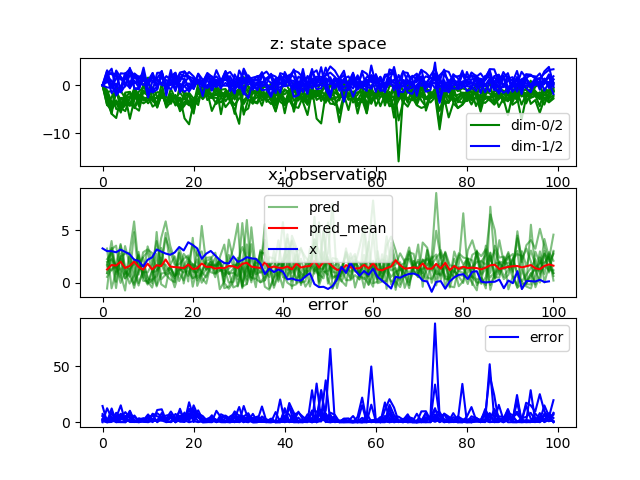 z: state space
0
−10
dim-0/2
dim-1/2
0 20 40 60 80 100
x: observation
5
0
pred
pred_mean
x
0 20 40 60 80 100
error
50
0
error
0 20 40 60 80 100